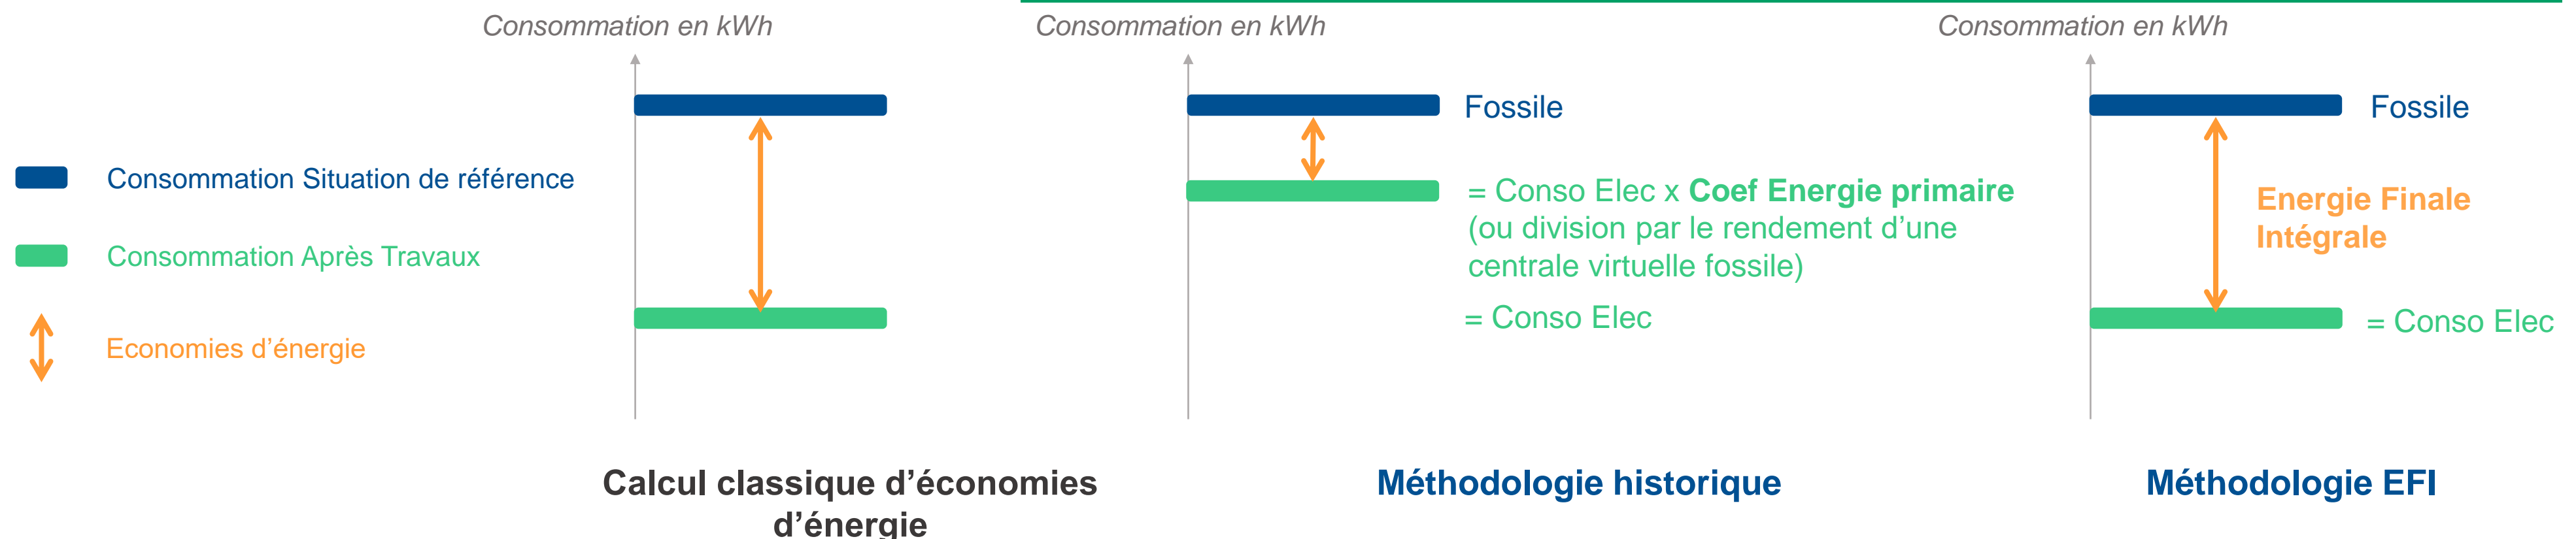 Consommation en kWh
Consommation en kWh
Consommation en kWh
Consommation Situation de référence
Consommation Après Travaux
Economies d’énergie
Fossile
= Conso Elec x Coef Energie primaire
(ou division par le rendement d’une
centrale virtuelle fossile)
= Conso Elec
Fossile
Energie Finale
Intégrale
= Conso Elec
Calcul classique d’économies
d’énergie
Méthodologie historique
Méthodologie EFI